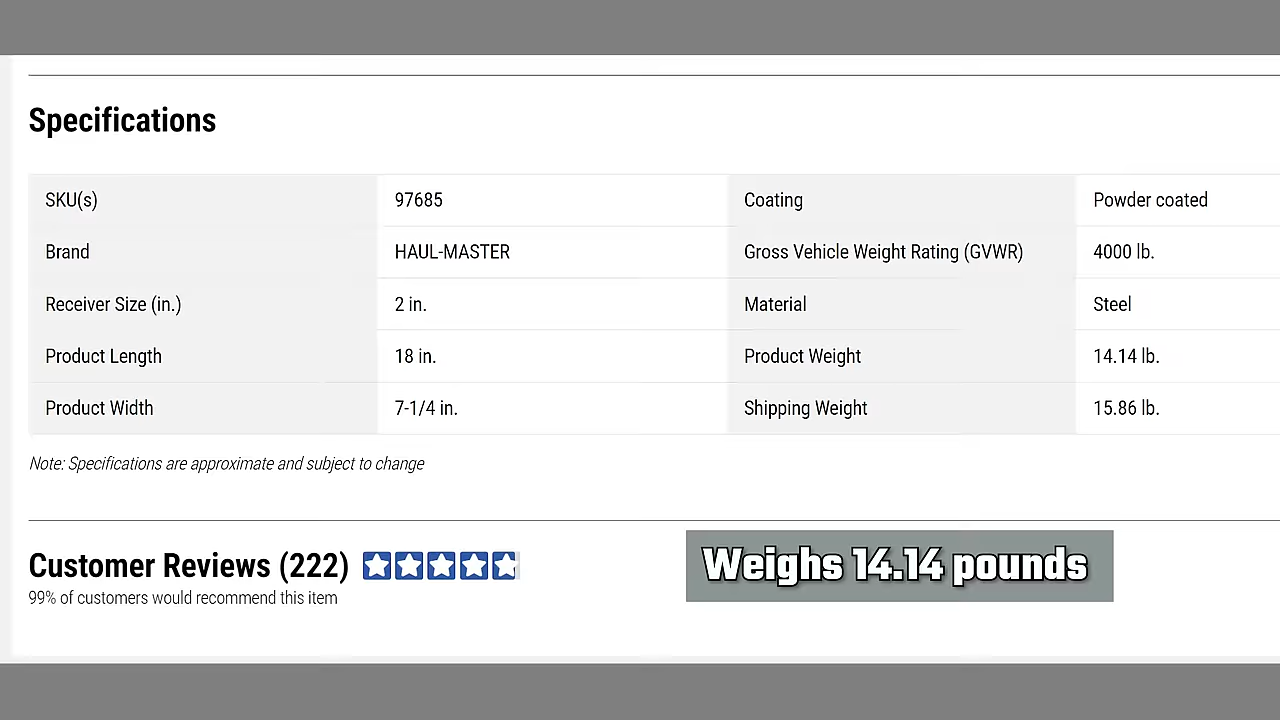 Specifications
SKU(s) 97685 Coating Powder coated
Brand HAUL-MASTER Gross Vehicle Weight Rating (GVWR) 4000 lb.
Receiver Size (in.) 2 in. Material Steel
Product Length 18 in. Product Weight 14.14 lb.
Product Width 7-1/4 in. Shipping Weight 15.86 lb.
Note: Specifications are approximate and subject to change
Customer Reviews (222)
99% of customers would recommend this item
Weighs 14.14 pounds